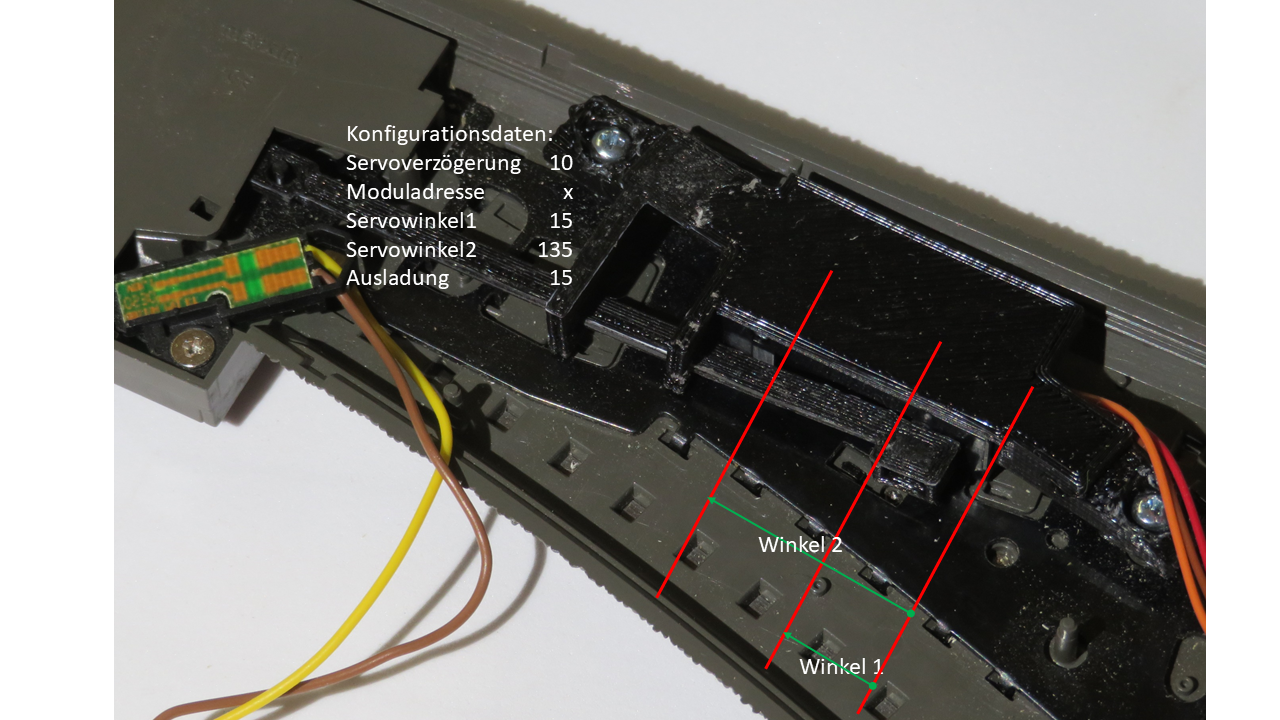 Konfigurationsdaten:
Servoverzögerung 10
Moduladresse x
Servowinkel1 15
Servowinkel2 135
Ausladung 15
Winkel 2
Winkel 1